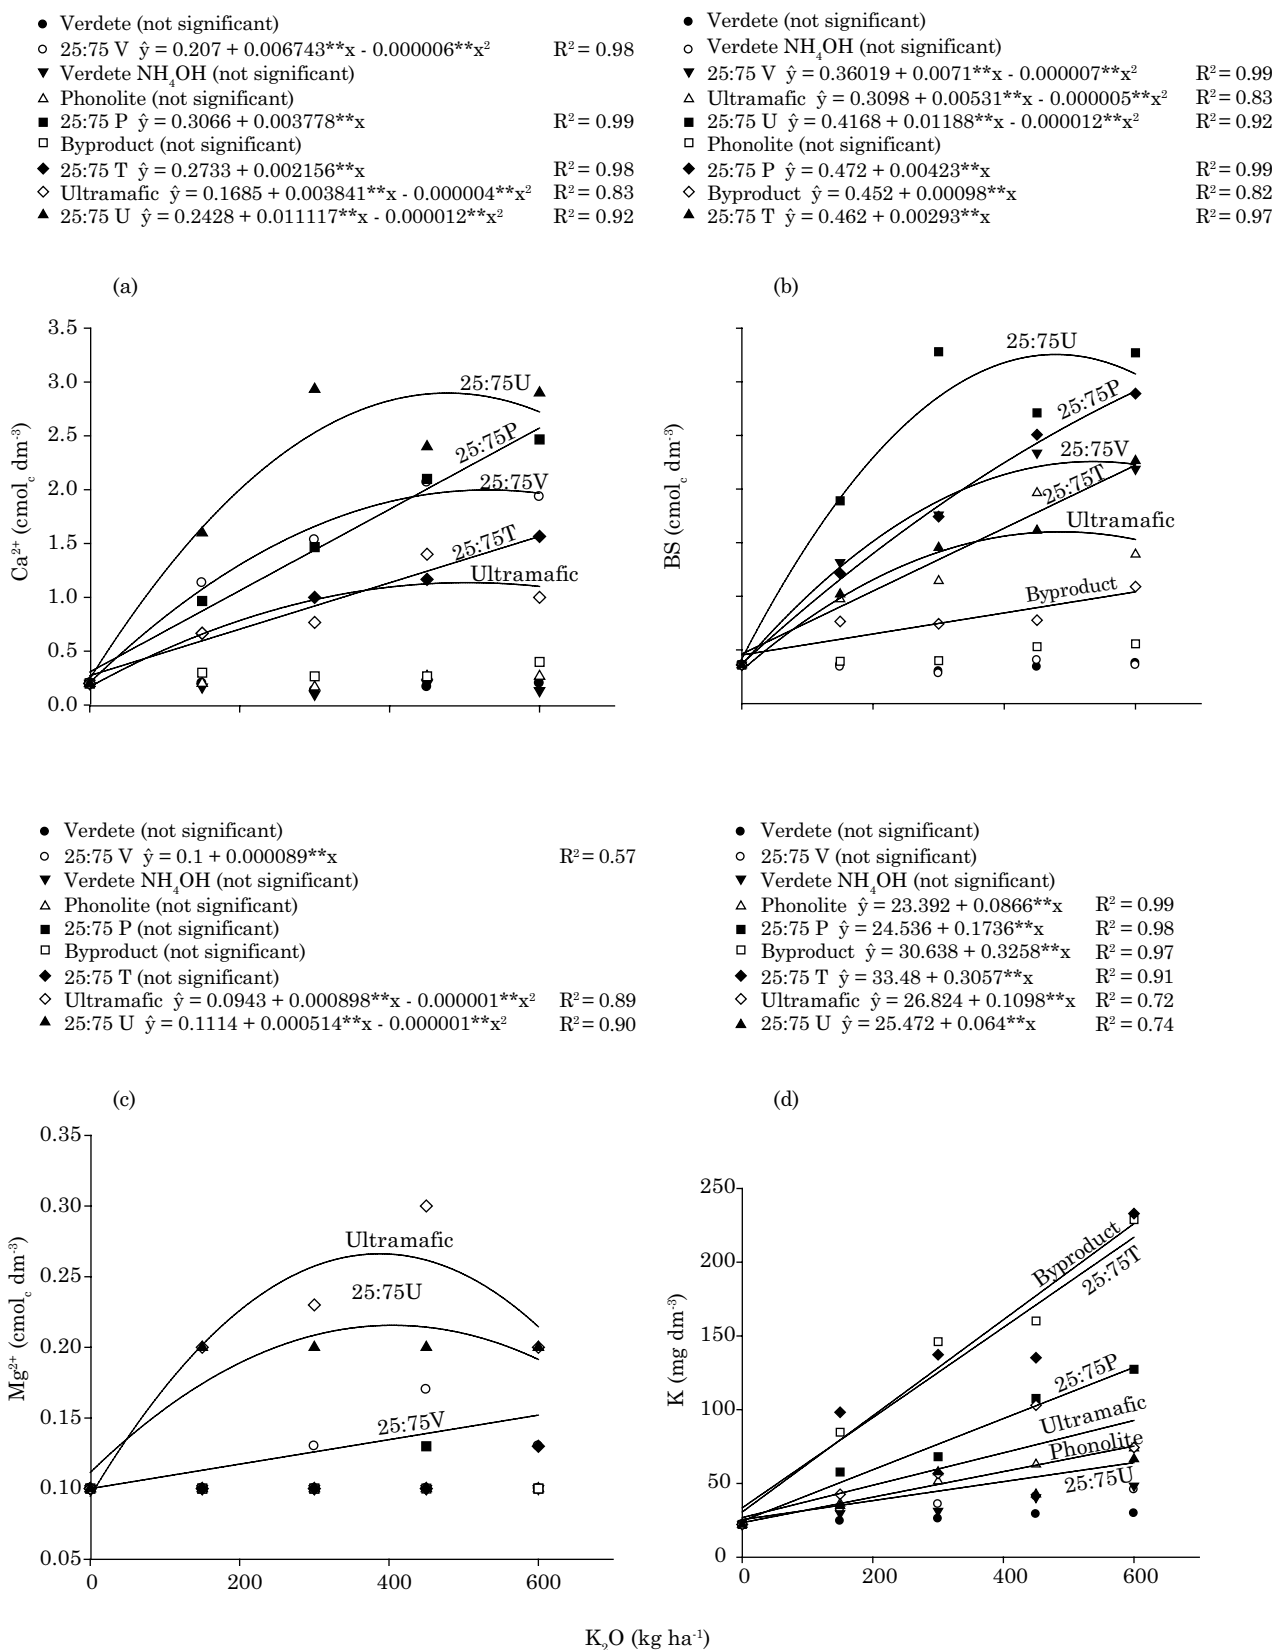 ● Verdete (not significant)
○ 25:75 V ŷ = 0.207 + 0.006743**x - 0.000006**x² R² = 0.98
▼ Verdete NH₄OH (not significant)
△ Phonolite (not significant)
■ 25:75 P ŷ = 0.3066 + 0.003778**x R² = 0.99
□ Byproduct (not significant)
◆ 25:75 T ŷ = 0.2733 + 0.002156**x R² = 0.98
◇ Ultramafic ŷ = 0.1685 + 0.003841**x - 0.000004**x² R² = 0.83
▲ 25:75 U ŷ = 0.2428 + 0.011117**x - 0.000012**x² R² = 0.92
● Verdete (not significant)
○ Verdete NH₄OH (not significant)
▼ 25:75 V ŷ = 0.36019 + 0.0071**x - 0.000007**x² R² = 0.99
△ Ultramafic ŷ = 0.3098 + 0.00531**x - 0.000005**x² R² = 0.83
■ 25:75 U ŷ = 0.4168 + 0.01188**x - 0.000012**x² R² = 0.92
□ Phonolite (not significant)
◆ 25:75 P ŷ = 0.472 + 0.00423**x R² = 0.99
◇ Byproduct ŷ = 0.452 + 0.00098**x R² = 0.82
▲ 25:75 T ŷ = 0.462 + 0.00293**x R² = 0.97
(a)
Ca²⁺ (cmol꜀ dm⁻³)
3.5
3.0
2.5
2.0
1.5
1.0
0.5
0.0
25:75U
25:75P
25:75V
25:75T
Ultramafic
(b)
BS (cmol꜀ dm⁻³)
25:75U
25:75P
25:75V
25:75T
Ultramafic
Byproduct
● Verdete (not significant)
○ 25:75 V ŷ = 0.1 + 0.000089**x R² = 0.57
▼ Verdete NH₄OH (not significant)
△ Phonolite (not significant)
■ 25:75 P (not significant)
□ Byproduct (not significant)
◆ 25:75 T (not significant)
◇ Ultramafic ŷ = 0.0943 + 0.000898**x - 0.000001**x² R² = 0.89
▲ 25:75 U ŷ = 0.1114 + 0.000514**x - 0.000001**x² R² = 0.90
● Verdete (not significant)
○ 25:75 V (not significant)
▼ Verdete NH₄OH (not significant)
△ Phonolite ŷ = 23.392 + 0.0866**x R² = 0.99
■ 25:75 P ŷ = 24.536 + 0.1736**x R² = 0.98
□ Byproduct ŷ = 30.638 + 0.3258**x R² = 0.97
◆ 25:75 T ŷ = 33.48 + 0.3057**x R² = 0.91
◇ Ultramafic ŷ = 26.824 + 0.1098**x R² = 0.72
▲ 25:75 U ŷ = 25.472 + 0.064**x R² = 0.74
(c)
Mg²⁺ (cmol꜀ dm⁻³)
0.35
0.30
0.25
0.20
0.15
0.10
0.05
Ultramafic
25:75U
25:75V
0 200 400 600
(d)
K (mg dm⁻³)
250
200
150
100
50
0
Byproduct
25:75T
25:75P
Ultramafic
Phonolite
25:75U
0 200 400 600
K₂O (kg ha⁻¹)